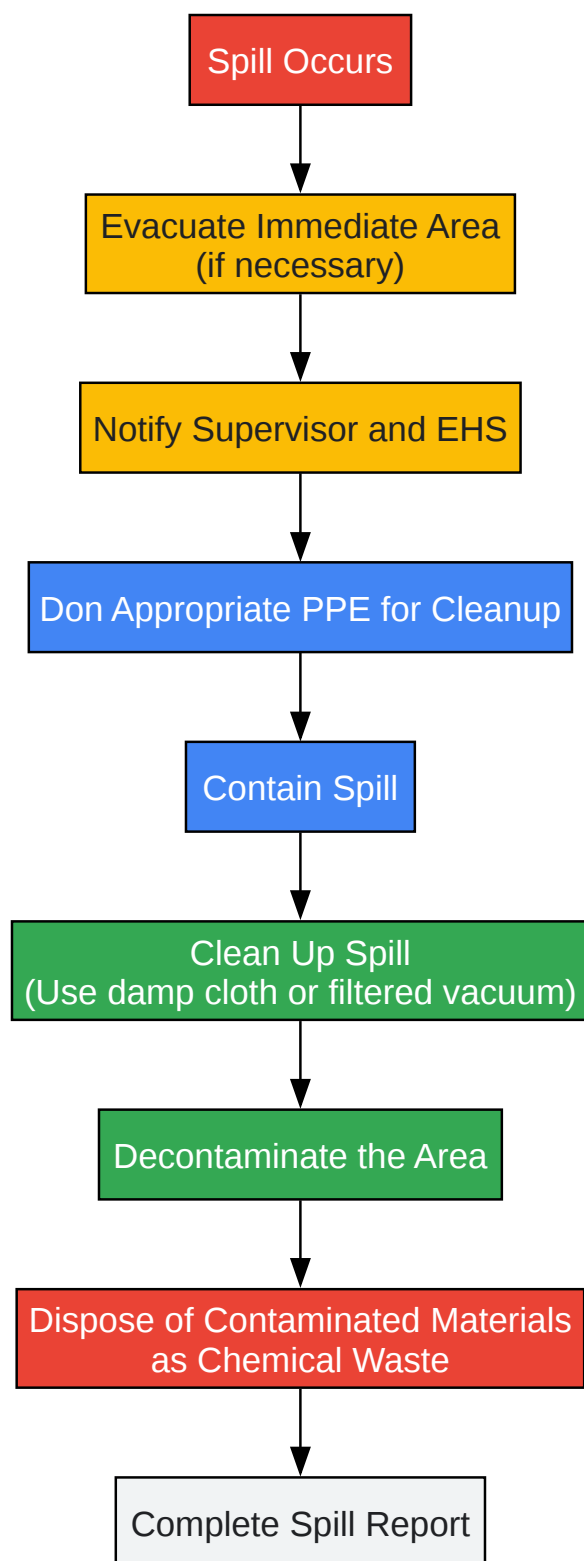 Spill Occurs
Evacuate Immediate Area
(if necessary)
Notify Supervisor and EHS
Don Appropriate PPE for Cleanup
Contain Spill
Clean Up Spill
(Use damp cloth or filtered vacuum)
Decontaminate the Area
Dispose of Contaminated Materials
as Chemical Waste
Complete Spill Report